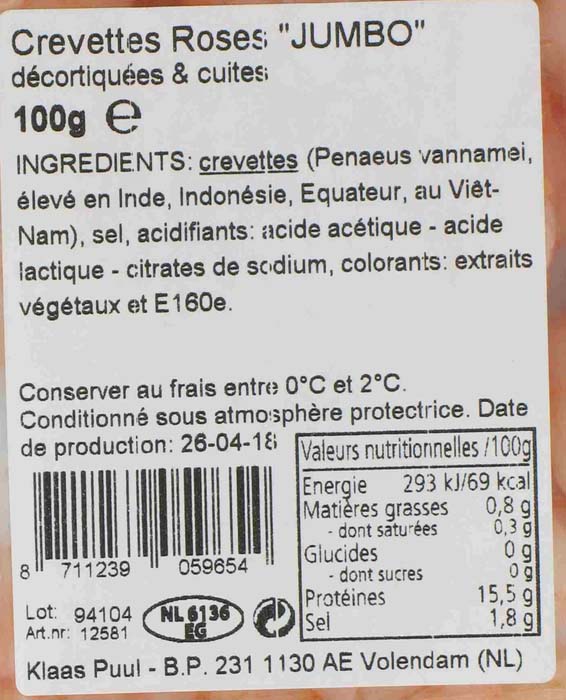 Crevettes Roses "JUMBO"
décortiquées & cuites
100g ℮
INGREDIENTS: crevettes (Penaeus vannamei,
élevé en Inde, Indonésie, Equateur, au Viêt-
Nam), sel, acidifiants: acide acétique - acide
lactique - citrates de sodium, colorants: extraits
végétaux et E160e.
Conserver au frais entre 0°C et 2°C.
Conditionné sous atmosphère protectrice. Date
de production: 26-04-18
Valeurs nutritionnelles /100g
Energie 293 kJ/69 kcal
Matières grasses 0,8 g
- dont saturées 0,3 g
Glucides 0 g
- dont sucres 0 g
Protéines 15,5 g
Sel 1,8 g
8 711239 059654
Lot: 94104
Art.nr: 12581
NL 6136
EG
Klaas Puul - B.P. 231 1130 AE Volendam (NL)